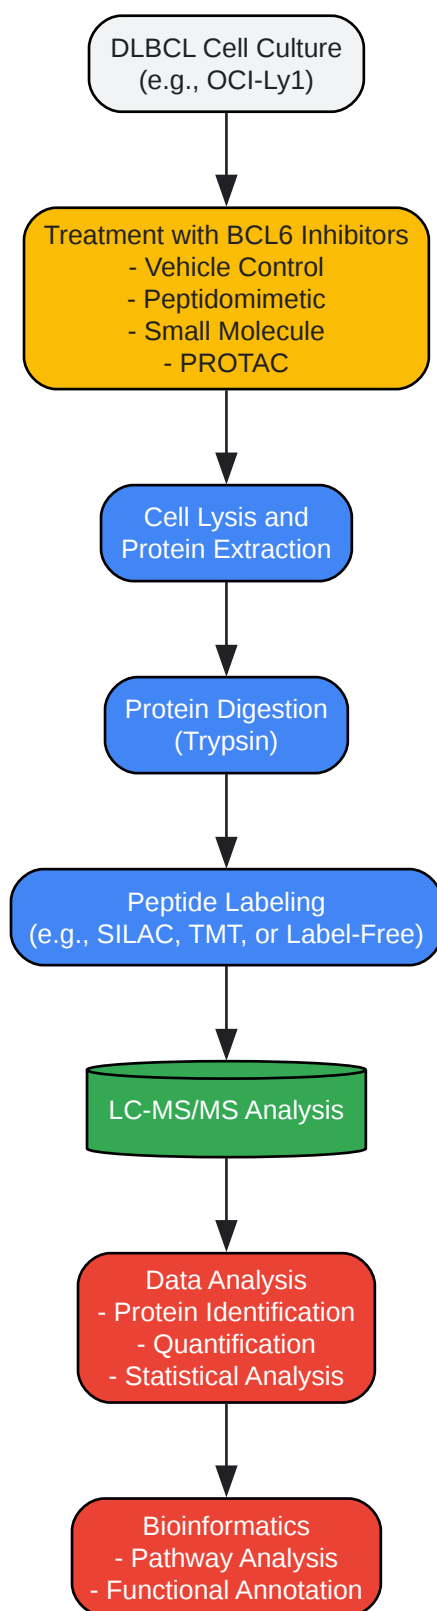 DLBCL Cell Culture
(e.g., OCI-Ly1)
Treatment with BCL6 Inhibitors
- Vehicle Control
- Peptidomimetic
- Small Molecule
- PROTAC
Cell Lysis and
Protein Extraction
Protein Digestion
(Trypsin)
Peptide Labeling
(e.g., SILAC, TMT, or Label-Free)
LC-MS/MS Analysis
Data Analysis
- Protein Identification
- Quantification
- Statistical Analysis
Bioinformatics
- Pathway Analysis
- Functional Annotation